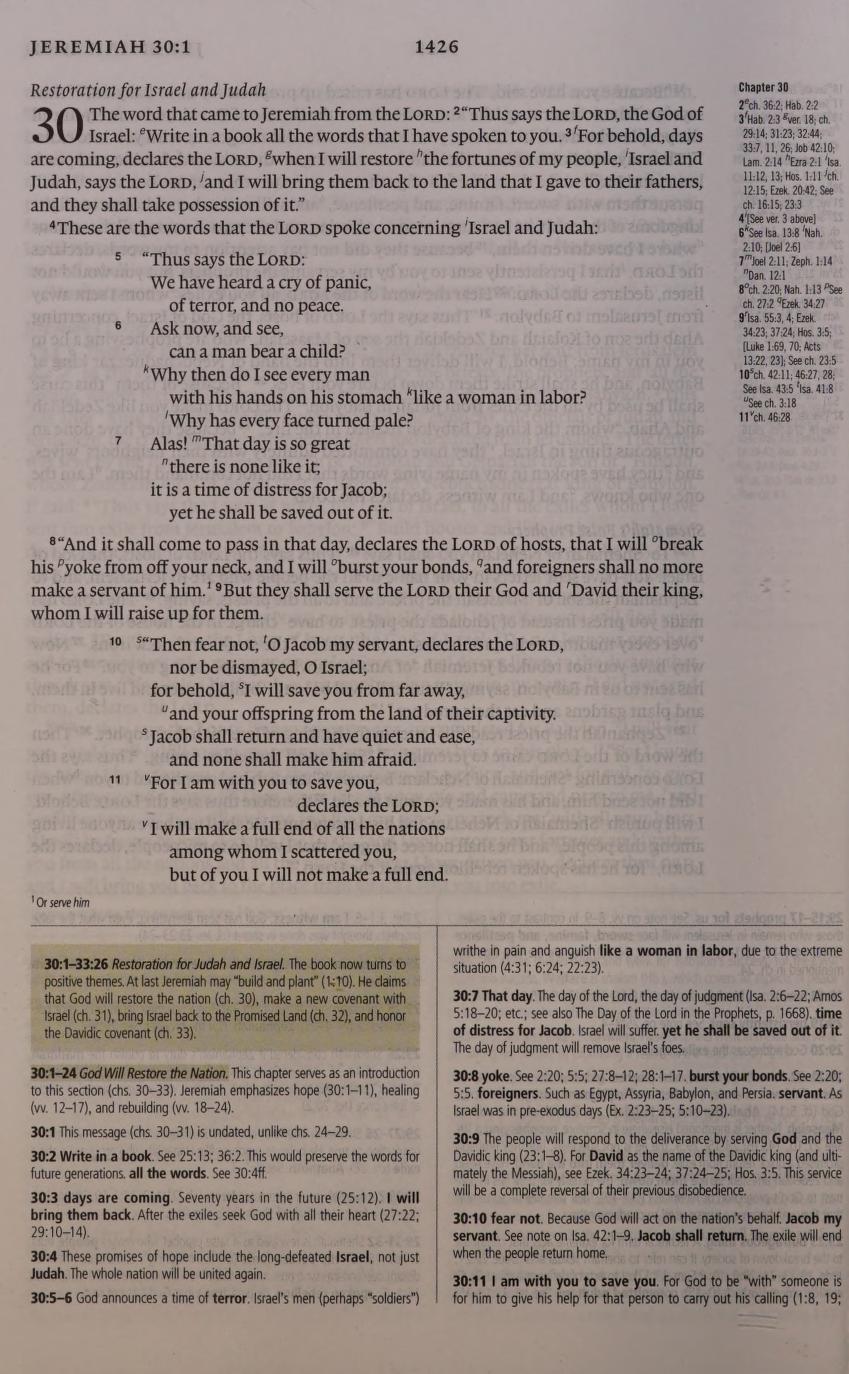 JEREMIAH 30:1
1426
Restoration for Israel and Judah
30 The word that came to Jeremiah from the LORD: 2“Thus says the LORD, the God of
Israel: eWrite in a book all the words that I have spoken to you. 3fFor behold, days
are coming, declares the LORD, gwhen I will restore hthe fortunes of my people, iIsrael and
Judah, says the LORD, jand I will bring them back to the land that I gave to their fathers,
and they shall take possession of it.”
4These are the words that the LORD spoke concerning iIsrael and Judah:
5 “Thus says the LORD:
We have heard a cry of panic,
of terror, and no peace.
6 Ask now, and see,
can a man bear a child?
kWhy then do I see every man
with his hands on his stomach klike a woman in labor?
lWhy has every face turned pale?
7 Alas! mThat day is so great
nthere is none like it;
it is a time of distress for Jacob;
yet he shall be saved out of it.
8“And it shall come to pass in that day, declares the LORD of hosts, that I will obreak
his pyoke from off your neck, and I will oburst your bonds, qand foreigners shall no more
make a servant of him.1 9But they shall serve the LORD their God and rDavid their king,
whom I will raise up for them.
10 s“Then fear not, tO Jacob my servant, declares the LORD,
nor be dismayed, O Israel;
for behold, sI will save you from far away,
uand your offspring from the land of their captivity.
sJacob shall return and have quiet and ease,
and none shall make him afraid.
11 vFor I am with you to save you,
declares the LORD;
vI will make a full end of all the nations
among whom I scattered you,
but of you I will not make a full end.
1 Or serve him
Chapter 30
2 ech. 36:2; Hab. 2:2
3 fHab. 2:3 gver. 18; ch.
29:14; 31:23; 32:44;
33:7, 11, 26; Job 42:10;
Lam. 2:14 hEzra 2:1 iIsa.
11:12, 13; Hos. 1:11 jch.
12:15; Ezek. 20:42; See
ch. 16:15; 23:3
4 i[See ver. 3 above]
6 kSee Isa. 13:8 lNah.
2:10; [Joel 2:6]
7 mJoel 2:11; Zeph. 1:14
nDan. 12:1
8 och. 2:20; Nah. 1:13 pSee
ch. 27:2 qEzek. 34:27
9 rIsa. 55:3, 4; Ezek.
34:23; 37:24; Hos. 3:5;
[Luke 1:69, 70; Acts
13:22, 23]; See ch. 23:5
10 sch. 42:11; 46:27, 28;
See Isa. 43:5 tIsa. 41:8
uSee ch. 3:18
11 vch. 46:28
30:1–33:26 Restoration for Judah and Israel. The book now turns to
positive themes. At last Jeremiah may “build and plant” (1:10). He claims
that God will restore the nation (ch. 30), make a new covenant with
Israel (ch. 31), bring Israel back to the Promised Land (ch. 32), and honor
the Davidic covenant (ch. 33).
30:1–24 God Will Restore the Nation. This chapter serves as an introduction
to this section (chs. 30–33). Jeremiah emphasizes hope (30:1–11), healing
(vv. 12–17), and rebuilding (vv. 18–24).
30:1 This message (chs. 30–31) is undated, unlike chs. 24–29.
30:2 Write in a book. See 25:13; 36:2. This would preserve the words for
future generations. all the words. See 30:4ff.
30:3 days are coming. Seventy years in the future (25:12). I will
bring them back. After the exiles seek God with all their heart (27:22;
29:10–14).
30:4 These promises of hope include the long-defeated Israel, not just
Judah. The whole nation will be united again.
30:5–6 God announces a time of terror. Israel’s men (perhaps “soldiers”)
writhe in pain and anguish like a woman in labor, due to the extreme
situation (4:31; 6:24; 22:23).
30:7 That day. The day of the Lord, the day of judgment (Isa. 2:6–22; Amos
5:18–20; etc.; see also The Day of the Lord in the Prophets, p. 1668). time
of distress for Jacob. Israel will suffer. yet he shall be saved out of it.
The day of judgment will remove Israel’s foes.
30:8 yoke. See 2:20; 5:5; 27:8–12; 28:1–17. burst your bonds. See 2:20;
5:5. foreigners. Such as Egypt, Assyria, Babylon, and Persia. servant. As
Israel was in pre-exodus days (Ex. 2:23–25; 5:10–23).
30:9 The people will respond to the deliverance by serving God and the
Davidic king (23:1–8). For David as the name of the Davidic king (and ulti-
mately the Messiah), see Ezek. 34:23–24; 37:24–25; Hos. 3:5. This service
will be a complete reversal of their previous disobedience.
30:10 fear not. Because God will act on the nation’s behalf. Jacob my
servant. See note on Isa. 42:1–9. Jacob shall return. The exile will end
when the people return home.
30:11 I am with you to save you. For God to be “with” someone is
for him to give his help for that person to carry out his calling (1:8, 19;